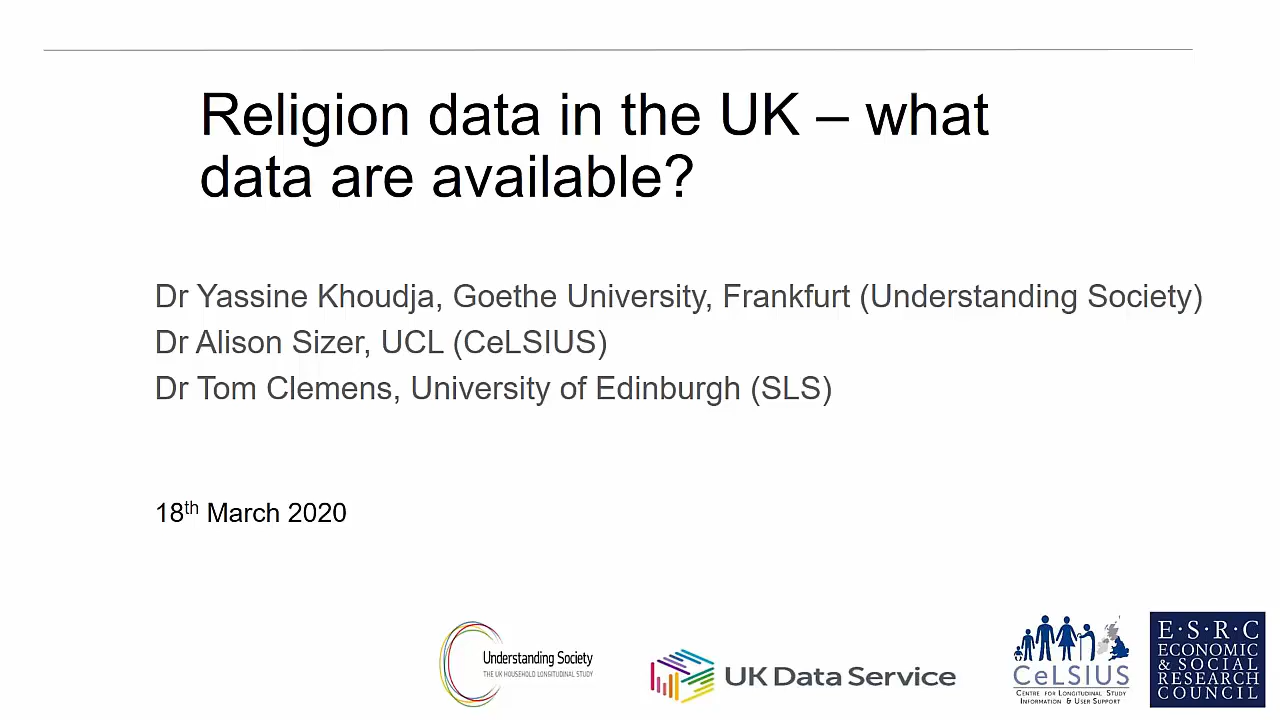 Religion data in the UK – what
data are available?
Dr Yassine Khoudja, Goethe University, Frankfurt (Understanding Society)
Dr Alison Sizer, UCL (CeLSIUS)
Dr Tom Clemens, University of Edinburgh (SLS)
18th March 2020
Understanding Society
THE UK HOUSEHOLD LONGITUDINAL STUDY
UK Data Service
CeLSIUS
CENTRE FOR LONGITUDINAL STUDY
INFORMATION & USER SUPPORT
E·S·R·C
ECONOMIC
& SOCIAL
RESEARCH
COUNCIL